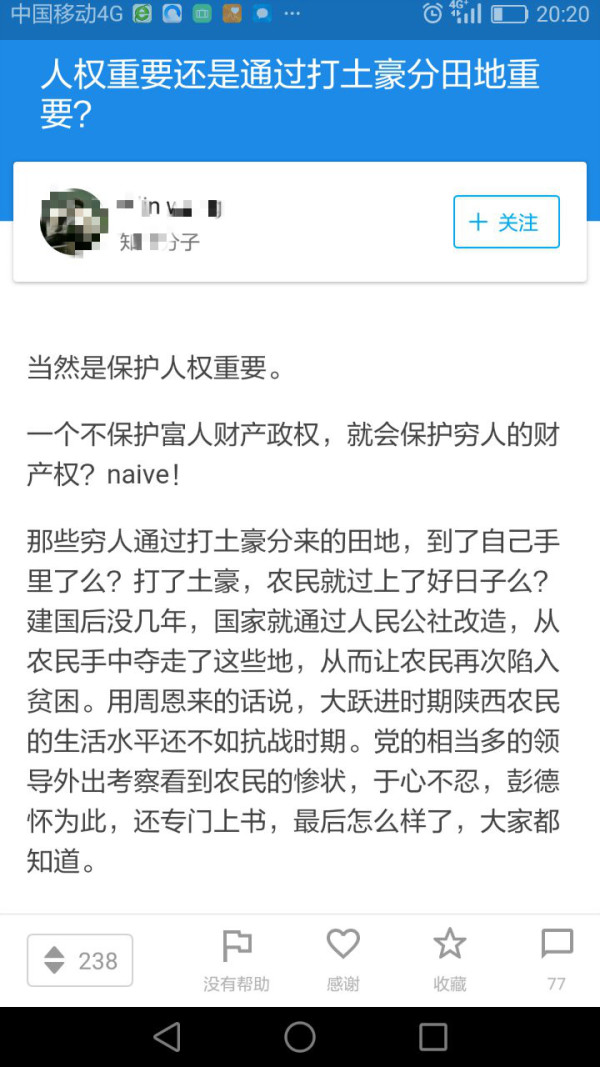 中国移动4G
4G+
20:20
人权重要还是通过打土豪分田地重
要?
+ 关注
当然是保护人权重要。
一个不保护富人财产政权，就会保护穷人的财
产权？naive！
那些穷人通过打土豪分来的田地，到了自己手
里了么？打了土豪，农民就过上了好日子么？
建国后没几年，国家就通过人民公社改造，从
农民手中夺走了这些地，从而让农民再次陷入
贫困。用周恩来的话说，大跃进时期陕西农民
的生活水平还不如抗战时期。党的相当多的领
导外出考察看到农民的惨状，于心不忍，彭德
怀为此，还专门上书，最后怎么样了，大家都
知道。
238
没有帮助
感谢
收藏
77